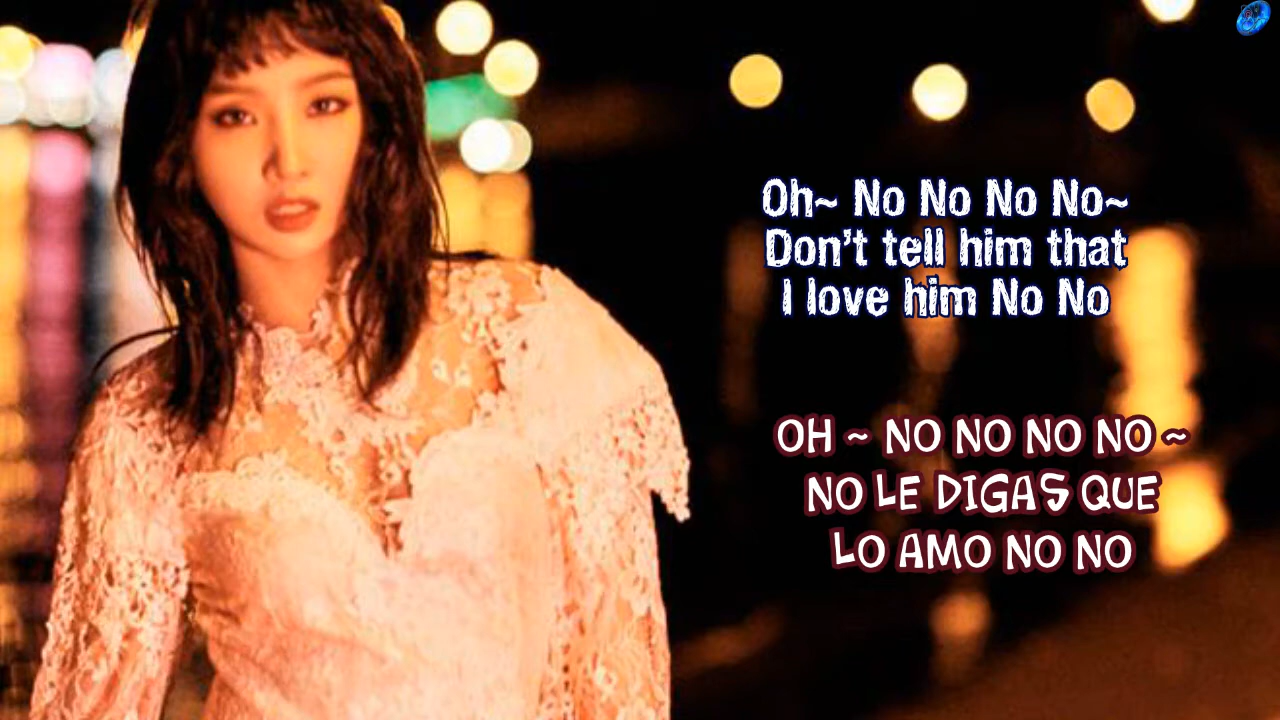 Oh~ No No No No~
Don't tell him that
I love him No No
OH ~ NO NO NO NO ~
NO LE DIGAS QUE
LO AMO NO NO